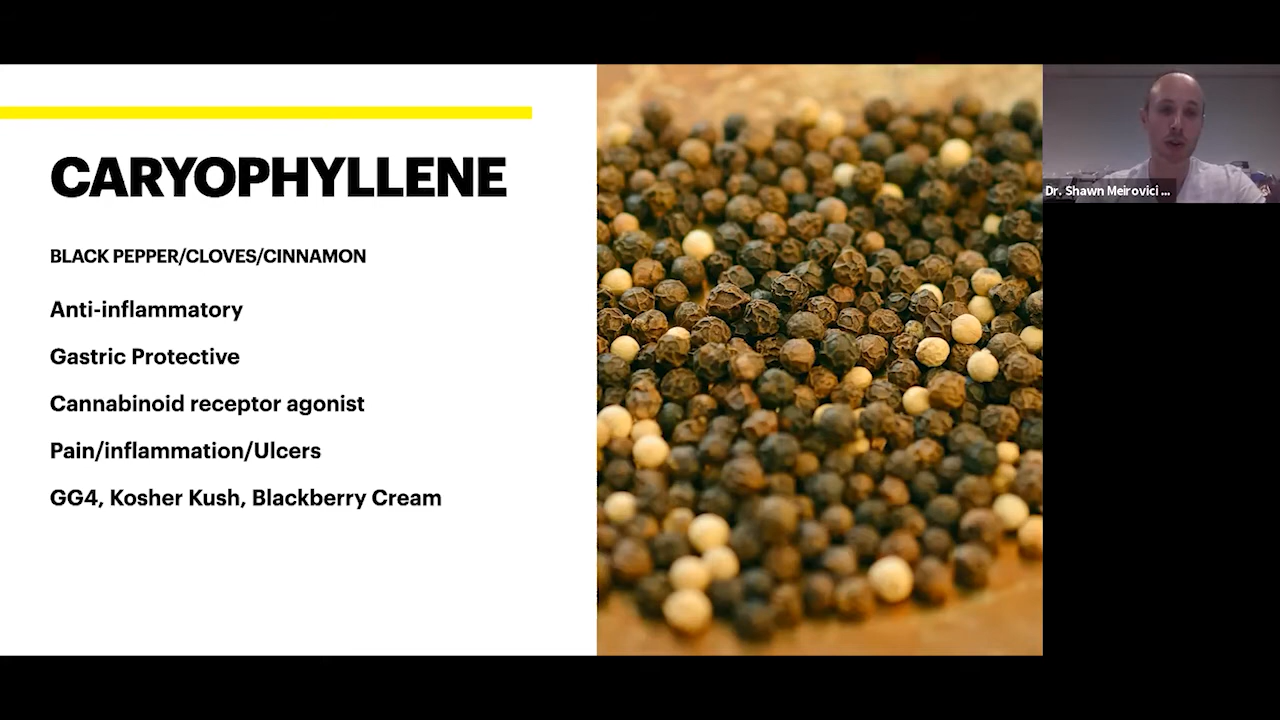 CARYOPHYLLENE
BLACK PEPPER/CLOVES/CINNAMON
Anti-inflammatory
Gastric Protective
Cannabinoid receptor agonist
Pain/inflammation/Ulcers
GG4, Kosher Kush, Blackberry Cream
Dr. Shawn Meirovici ...